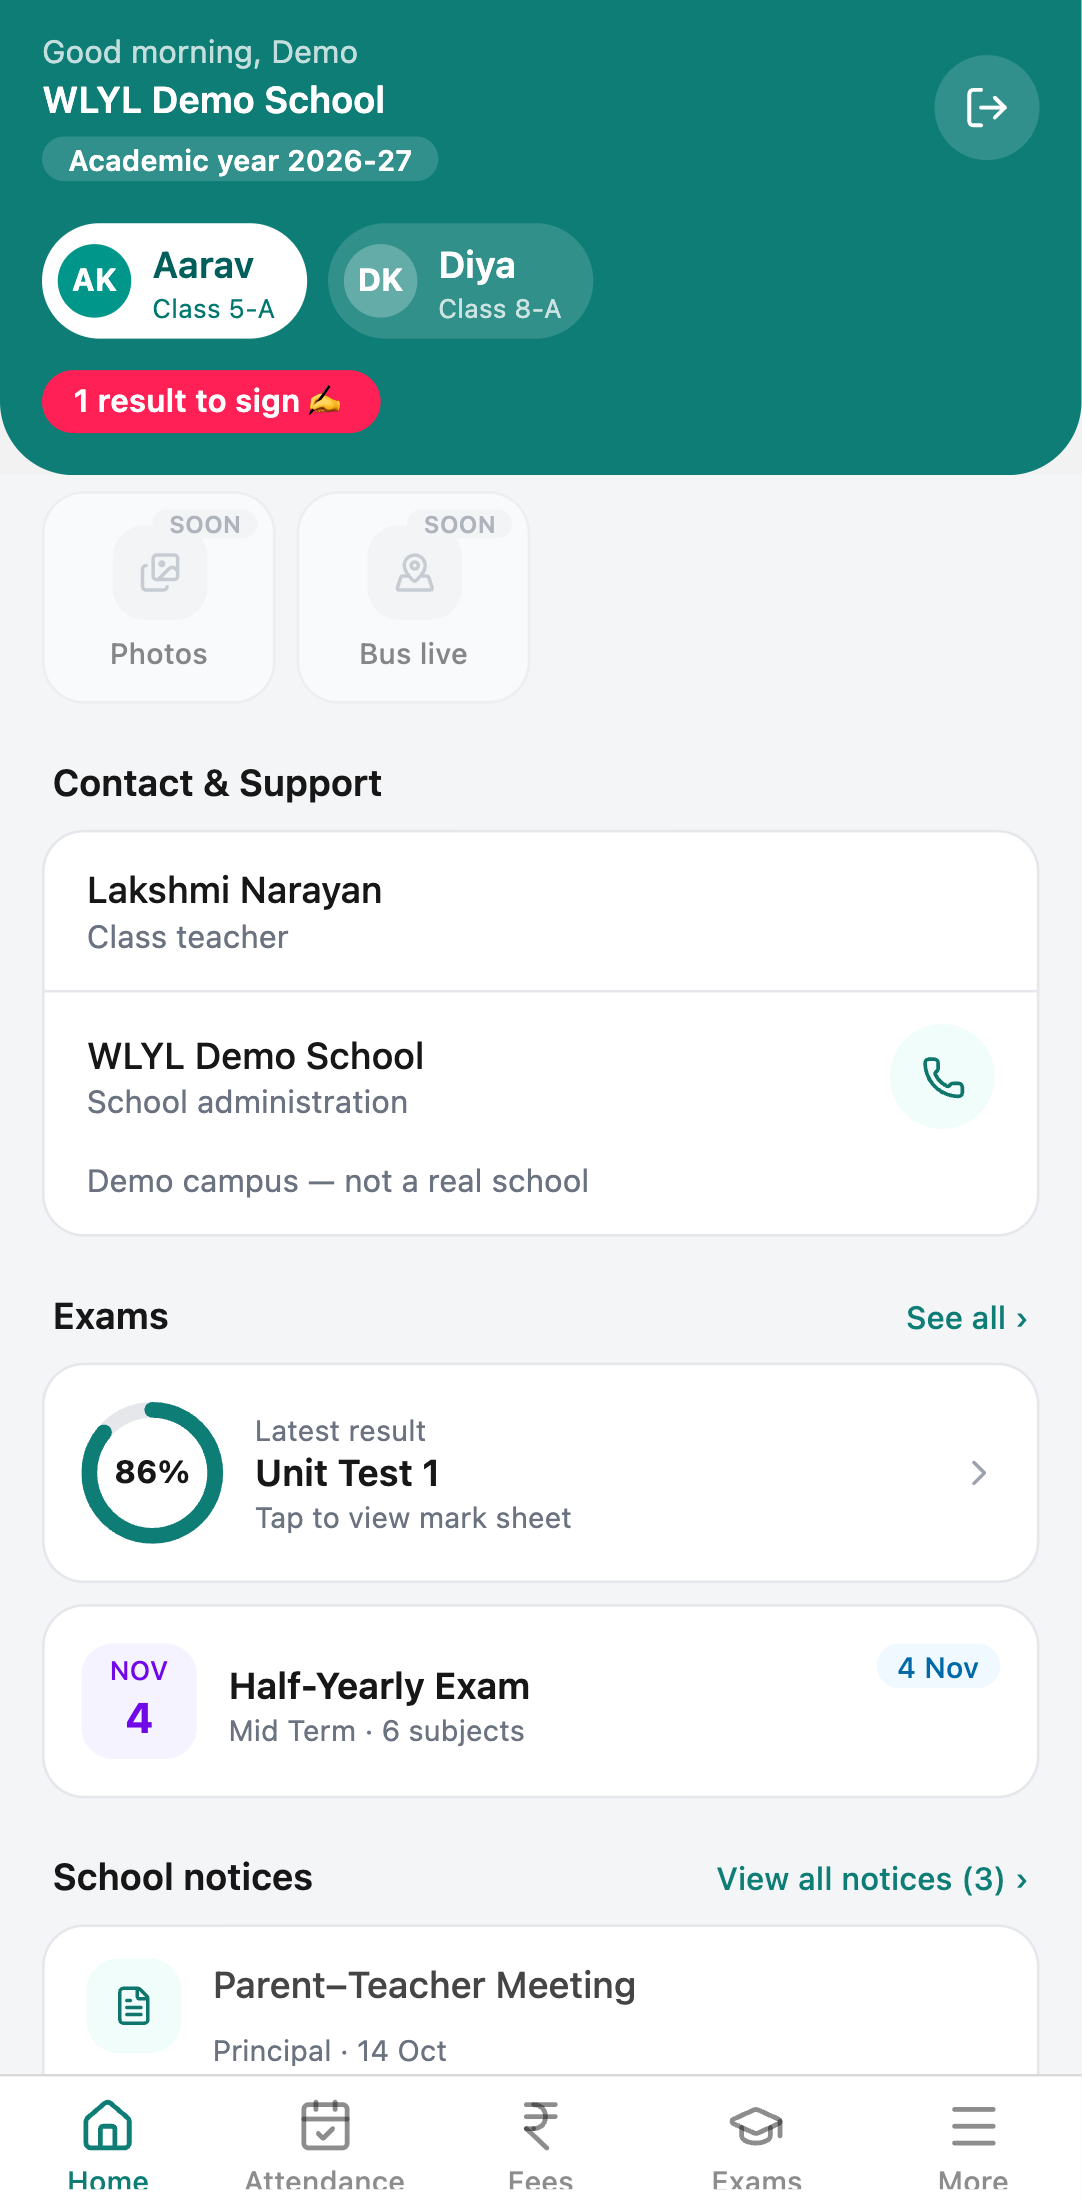 Good morning, Demo
WLYL Demo School
Academic year 2026-27
AK
Aarav
Class 5-A
DK
Diya
Class 8-A
1 result to sign ✍️
SOON
Photos
SOON
Bus live
Contact & Support
Lakshmi Narayan
Class teacher
WLYL Demo School
School administration
Demo campus — not a real school
Exams
See all ›
86%
Latest result
Unit Test 1
Tap to view mark sheet
NOV
4
Half-Yearly Exam
Mid Term · 6 subjects
4 Nov
School notices
View all notices (3) ›
Parent–Teacher Meeting
Principal · 14 Oct
Home
Attendance
Fees
Exams
More